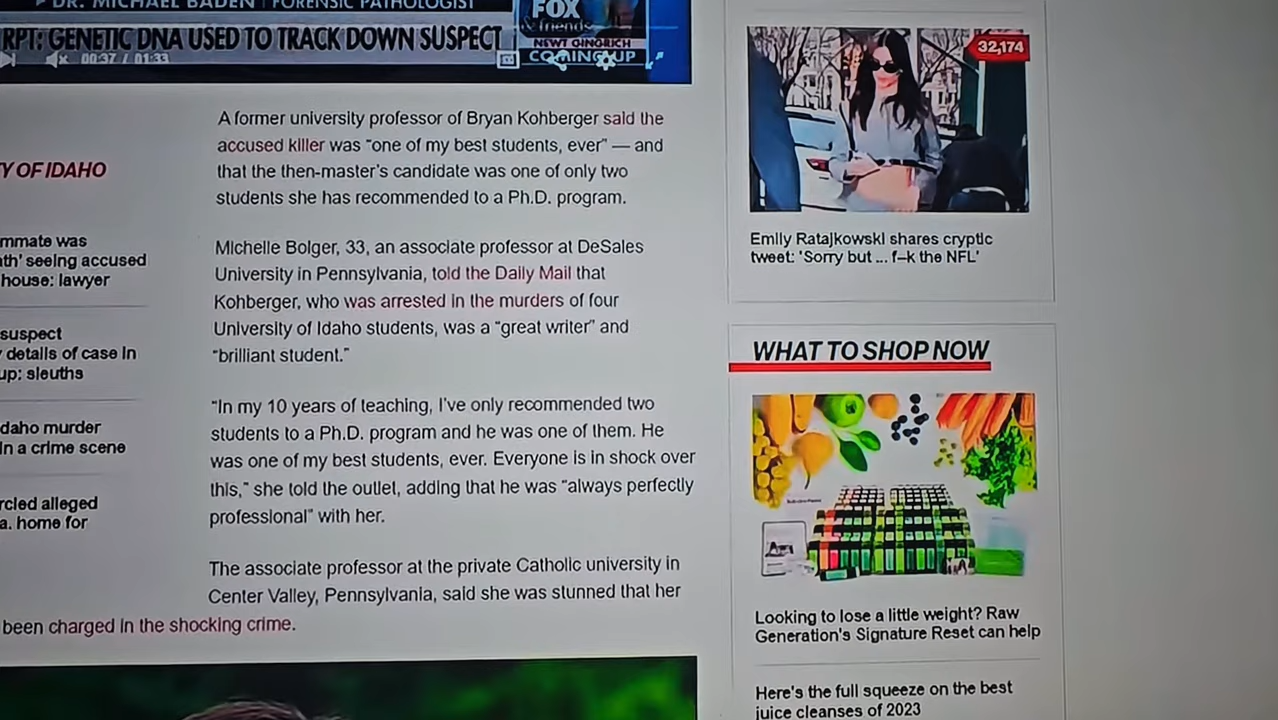 DR. MICHAEL BADEN | FORENSIC PATHOLOGIST
RPT: GENETIC DNA USED TO TRACK DOWN SUSPECT
FOX
friends
NEWT GINGRICH
COMING UP
00:37 / 01:33
Y OF IDAHO
mmate was
ath' seeing accused
house: lawyer
suspect
details of case in
up: sleuths
daho murder
in a crime scene
rcled alleged
a. home for
A former university professor of Bryan Kohberger said the
accused killer was “one of my best students, ever” — and
that the then-master’s candidate was one of only two
students she has recommended to a Ph.D. program.
Michelle Bolger, 33, an associate professor at DeSales
University in Pennsylvania, told the Daily Mail that
Kohberger, who was arrested in the murders of four
University of Idaho students, was a “great writer” and
“brilliant student.”
“In my 10 years of teaching, I’ve only recommended two
students to a Ph.D. program and he was one of them. He
was one of my best students, ever. Everyone is in shock over
this,” she told the outlet, adding that he was “always perfectly
professional” with her.
The associate professor at the private Catholic university in
Center Valley, Pennsylvania, said she was stunned that her
been charged in the shocking crime.
32,174
Emily Ratajkowski shares cryptic
tweet: 'Sorry but ... f–k the NFL'
WHAT TO SHOP NOW
Looking to lose a little weight? Raw
Generation's Signature Reset can help
Here's the full squeeze on the best
juice cleanses of 2023